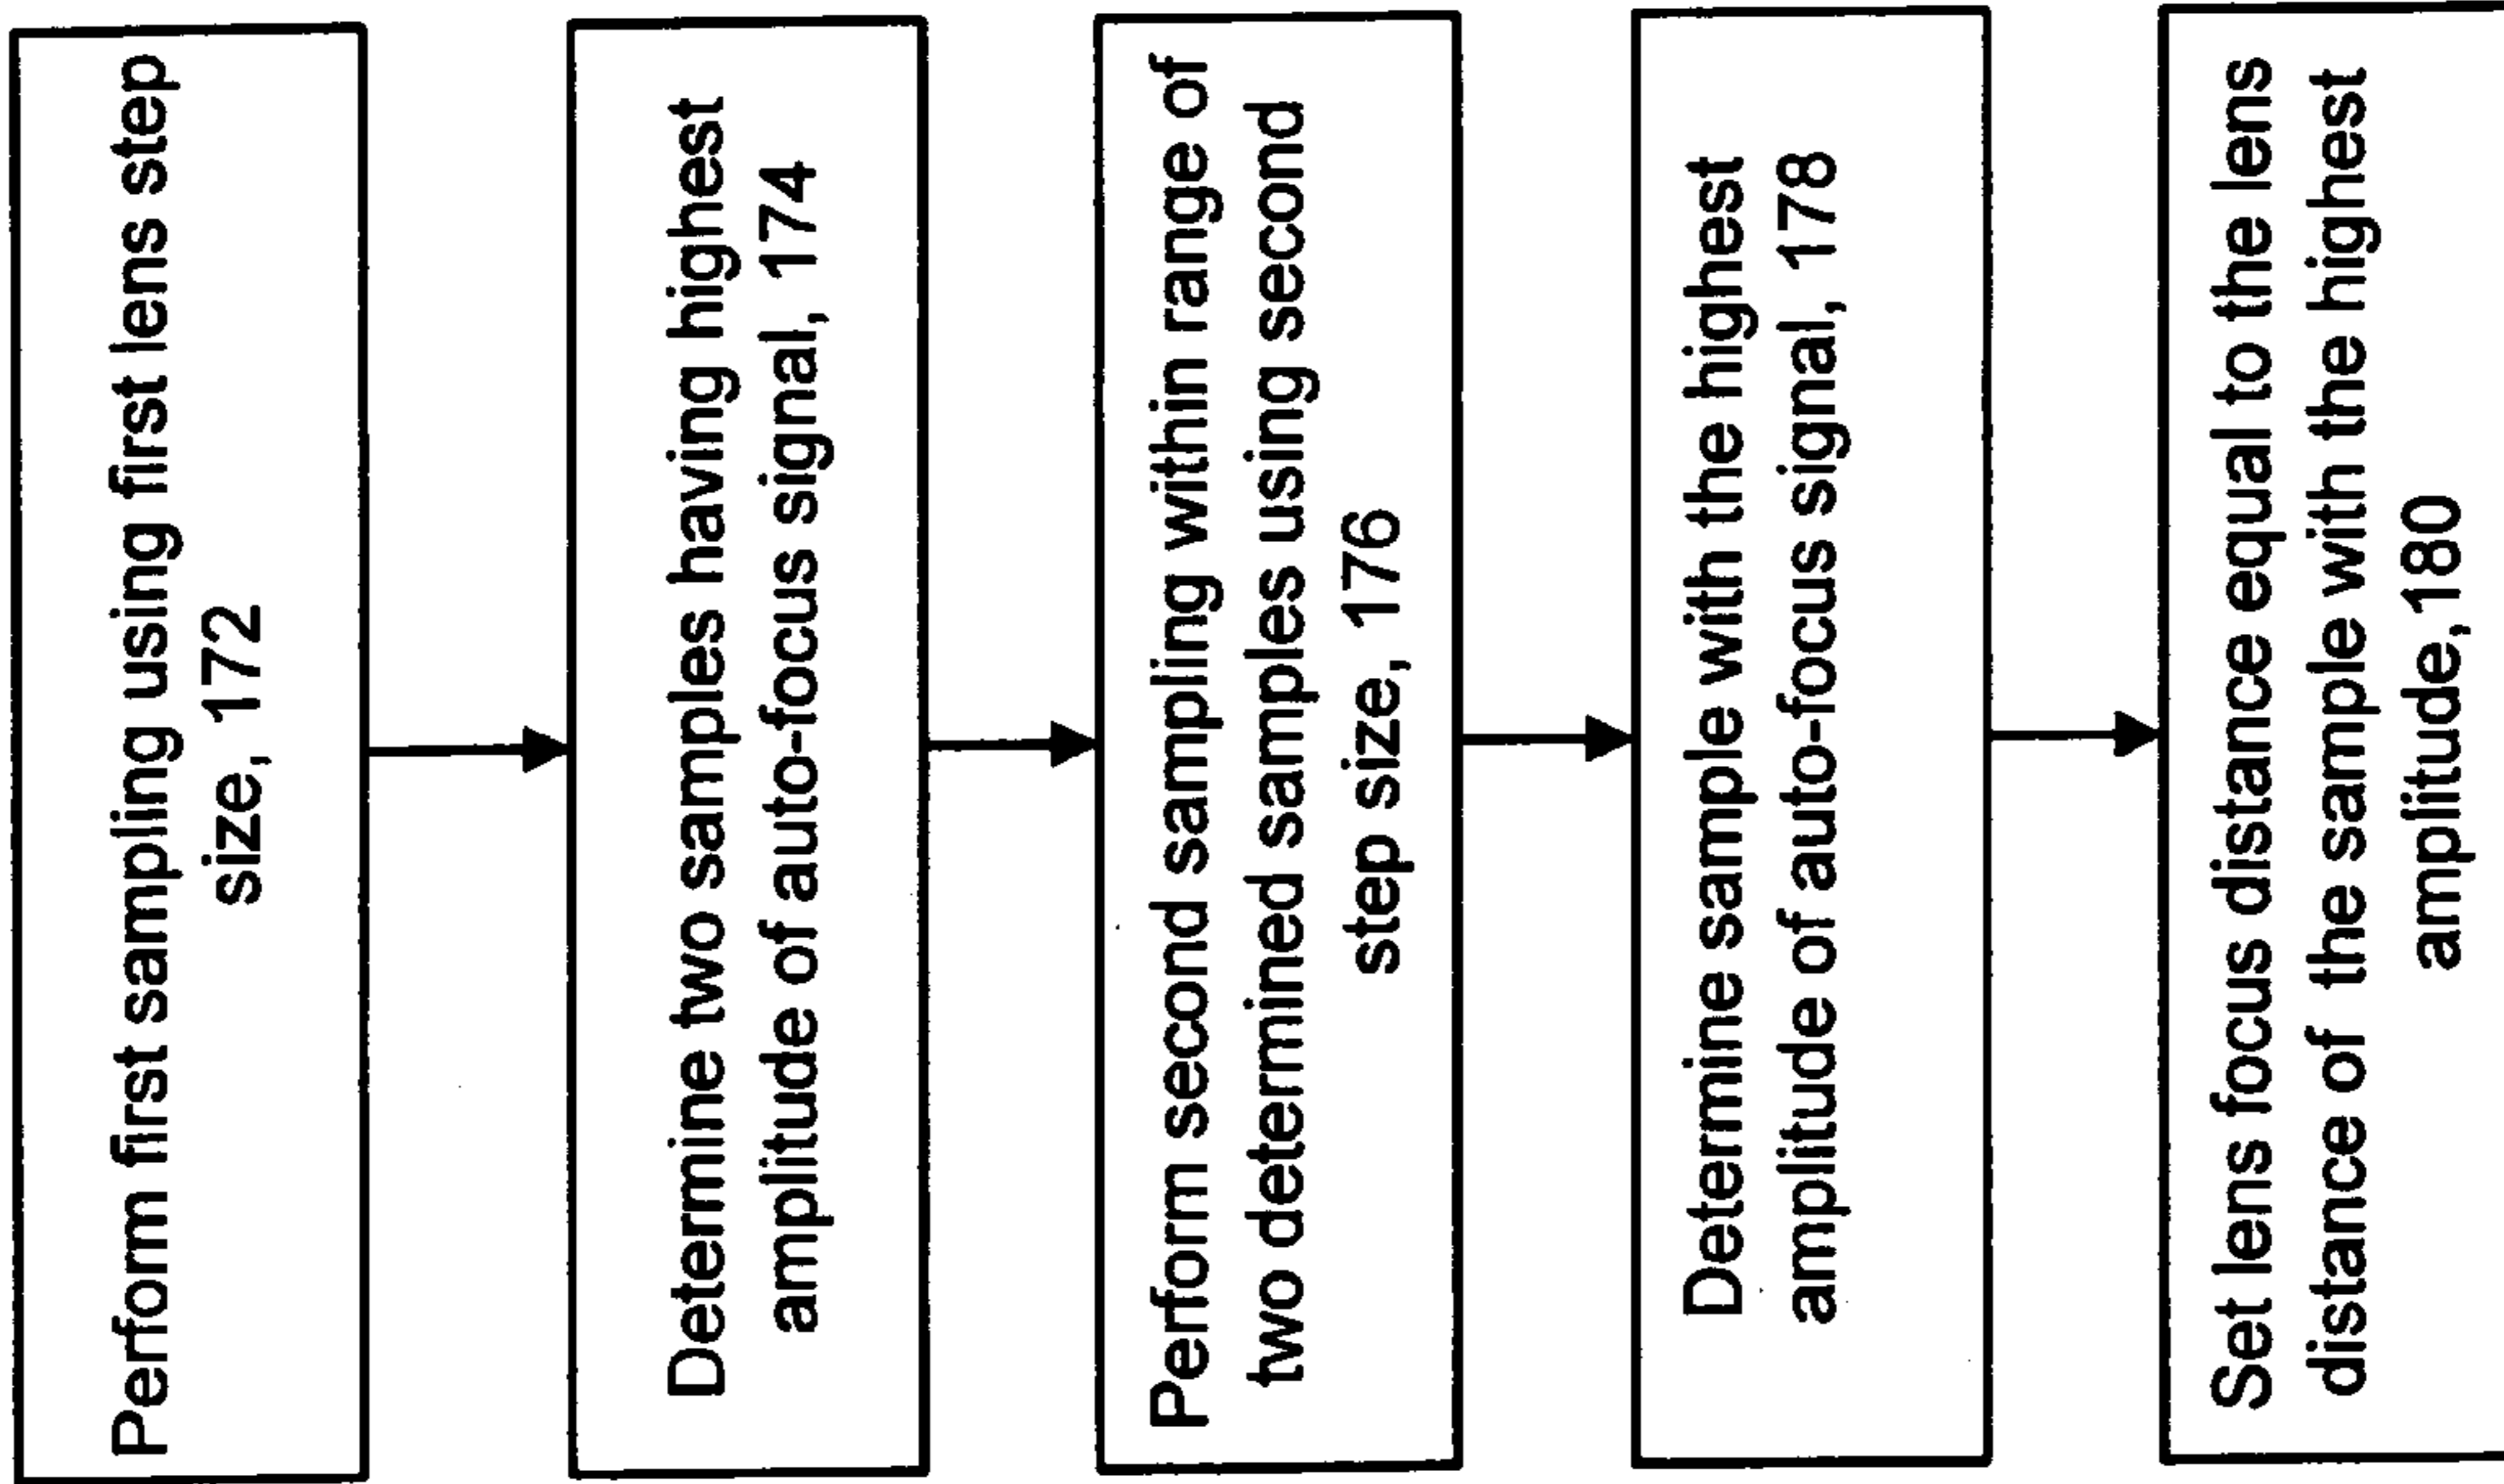 Perform first sampling using first lens step
size, 172
Determine two samples having highest
amplitude of auto-focus signal, 174
Perform second sampling within range of
two determined samples using second
step size, 176
Determine sample with the highest
amplitude of auto-focus signal, 178
Set lens focus distance equal to the lens
distance of the sample with the highest
amplitude,180